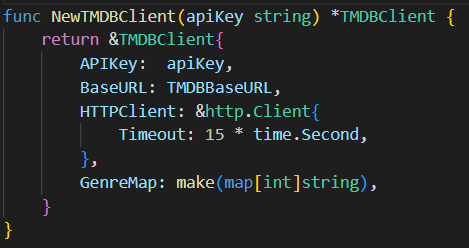 func NewTMDBClient(apiKey string) *TMDBClient {
    return &TMDBClient{
        APIKey:  apiKey,
        BaseURL: TMDBBaseURL,
        HTTPClient: &http.Client{
            Timeout: 15 * time.Second,
        },
        GenreMap: make(map[int]string),
    }
}